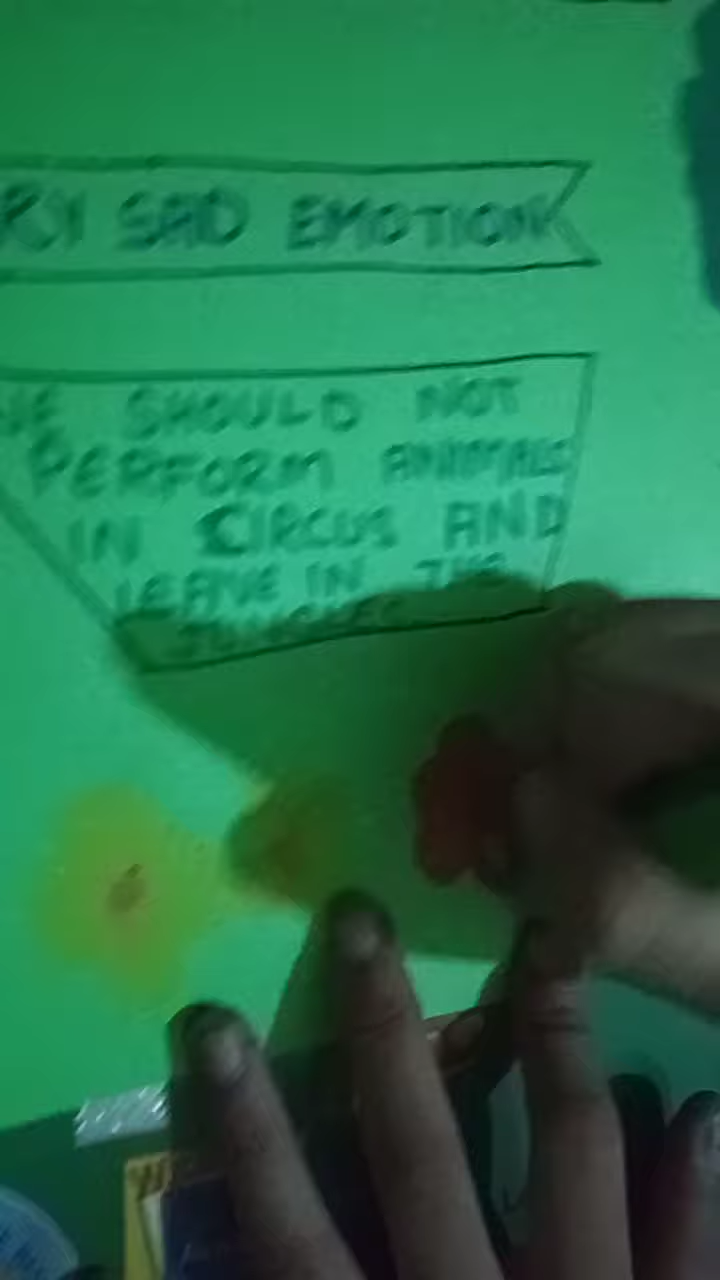 SAD EMOTION
SHOULD NOT
PERFORM ANIMALS
IN CIRCUS AND
LEAVE IN THE